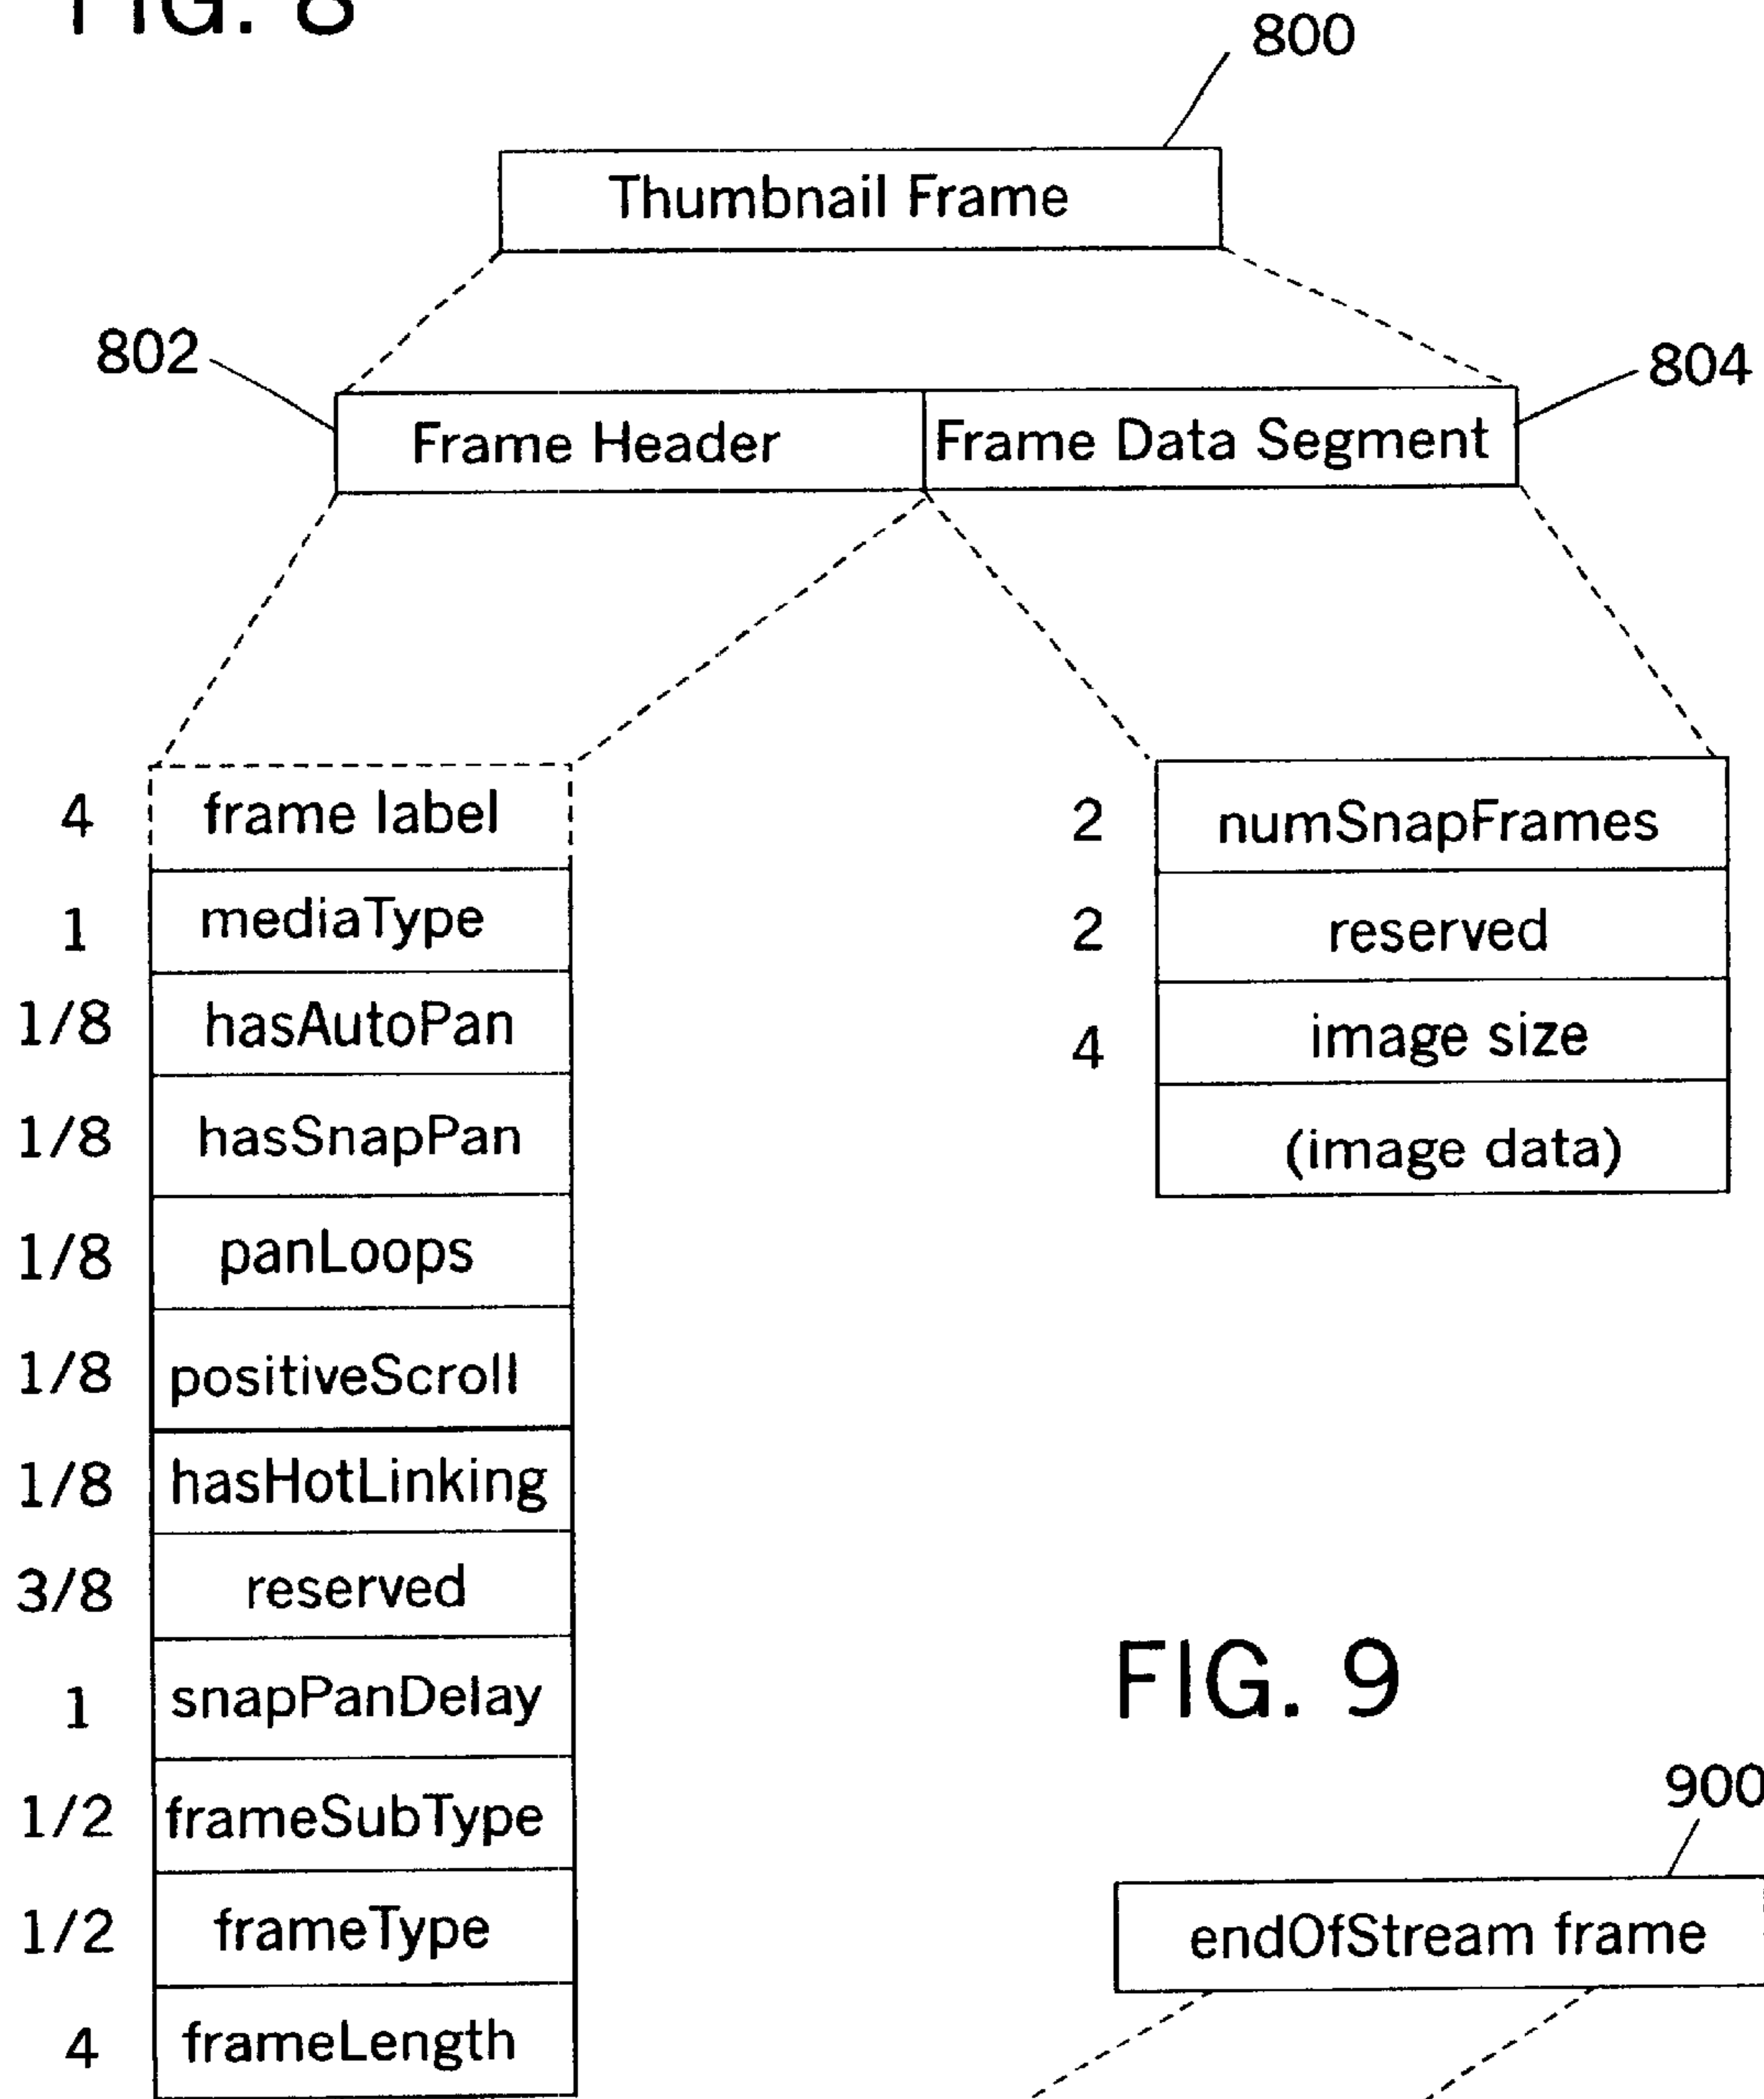 FIG. 8
800
Thumbnail Frame
802
804
Frame Header
Frame Data Segment
4 frame label
1 mediaType
1/8 hasAutoPan
1/8 hasSnapPan
1/8 panLoops
1/8 positiveScroll
1/8 hasHotLinking
3/8 reserved
1 snapPanDelay
1/2 frameSubType
1/2 frameType
4 frameLength
2 numSnapFrames
2 reserved
4 image size
(image data)
FIG. 9
900
endOfStream frame